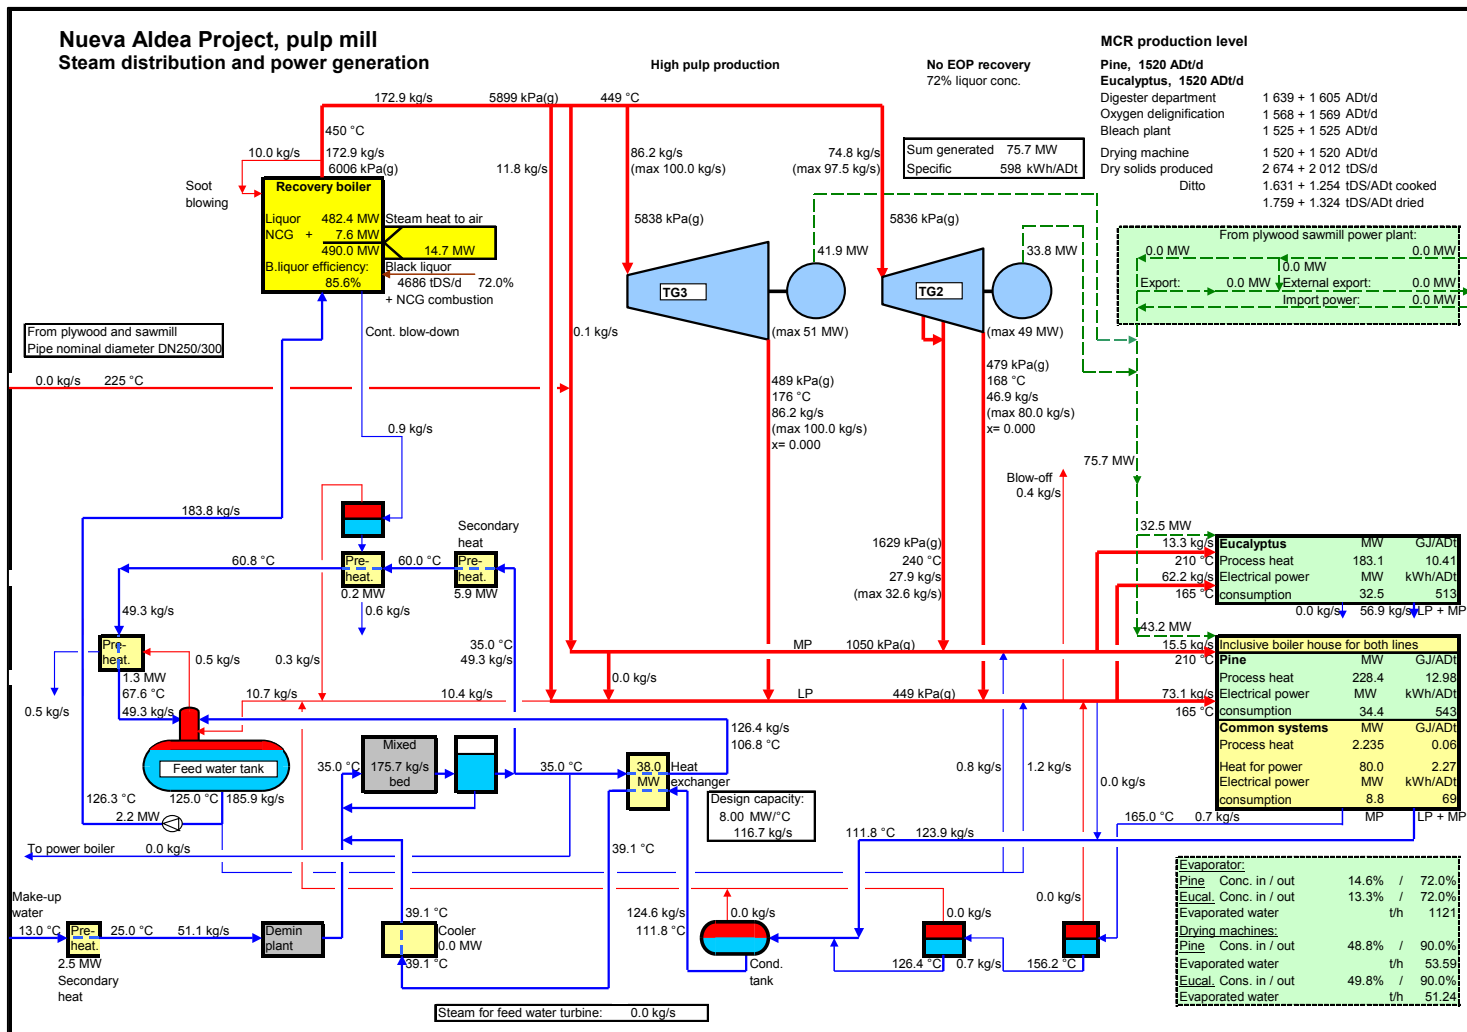 Nueva Aldea Project, pulp mill
Steam distribution and power generation
High pulp production
No EOP recovery
72% liquor conc.
MCR production level
Pine, 1520 ADt/d
Eucalyptus, 1520 ADt/d
Digester department 1 639 + 1 605 ADt/d
Oxygen delignification 1 568 + 1 569 ADt/d
Bleach plant 1 525 + 1 525 ADt/d
Drying machine 1 520 + 1 520 ADt/d
Dry solids produced 2 674 + 2 012 tDS/d
Ditto 1.631 + 1.254 tDS/ADt cooked
1.759 + 1.324 tDS/ADt dried
172.9 kg/s 5899 kPa(g) 449 °C
450 °C
172.9 kg/s
6006 kPa(g)
10.0 kg/s
Soot
blowing
Recovery boiler
Liquor 482.4 MW
NCG + 7.6 MW
490.0 MW
B.liquor efficiency:
85.6%
Steam heat to air
14.7 MW
Black liquor
4686 tDS/d 72.0%
+ NCG combustion
Cont. blow-down
11.8 kg/s
0.1 kg/s
86.2 kg/s
(max 100.0 kg/s)
5838 kPa(g)
74.8 kg/s
(max 97.5 kg/s)
5836 kPa(g)
Sum generated 75.7 MW
Specific 598 kWh/ADt
TG3
41.9 MW
(max 51 MW)
TG2
33.8 MW
(max 49 MW)
From plywood sawmill power plant:
0.0 MW 0.0 MW
0.0 MW
Export: 0.0 MW External export: 0.0 MW
Import power: 0.0 MW
From plywood and sawmill
Pipe nominal diameter DN250/300
0.0 kg/s 225 °C
489 kPa(g)
176 °C
86.2 kg/s
(max 100.0 kg/s)
x= 0.000
479 kPa(g)
168 °C
46.9 kg/s
(max 80.0 kg/s)
x= 0.000
0.9 kg/s
75.7 MW
Blow-off
0.4 kg/s
183.8 kg/s
1629 kPa(g)
240 °C
27.9 kg/s
(max 32.6 kg/s)
Secondary
heat
60.8 °C
Pre-
heat.
0.2 MW
60.0 °C
Pre-
heat.
5.9 MW
0.6 kg/s
49.3 kg/s
35.0 °C
49.3 kg/s
Pre-
heat.
0.5 kg/s
0.3 kg/s
1.3 MW
67.6 °C
49.3 kg/s
0.5 kg/s
10.7 kg/s
10.4 kg/s
0.0 kg/s
MP 1050 kPa(g)
LP 449 kPa(g)
32.5 MW
13.3 kg/s
210 °C
62.2 kg/s
165 °C
Eucalyptus MW GJ/ADt
Process heat 183.1 10.41
Electrical power MW kWh/ADt
consumption 32.5 513
0.0 kg/s 56.9 kg/s LP + MP
43.2 MW
15.5 kg/s
210 °C
73.1 kg/s
165 °C
Inclusive boiler house for both lines
Pine MW GJ/ADt
Process heat 228.4 12.98
Electrical power MW kWh/ADt
consumption 34.4 543
Common systems MW GJ/ADt
Process heat 2.235 0.06
Heat for power 80.0 2.27
Electrical power MW kWh/ADt
consumption 8.8 69
MP LP + MP
Feed water tank
126.3 °C
125.0 °C 185.9 kg/s
2.2 MW
35.0 °C
Mixed
175.7 kg/s
bed
35.0 °C
38.0
MW
Heat
exchanger
126.4 kg/s
106.8 °C
Design capacity:
8.00 MW/°C
116.7 kg/s
0.8 kg/s
1.2 kg/s
0.0 kg/s
165.0 °C 0.7 kg/s
111.8 °C 123.9 kg/s
To power boiler 0.0 kg/s
39.1 °C
Make-up
water
13.0 °C
Pre-
heat.
2.5 MW
Secondary
heat
25.0 °C 51.1 kg/s
Demin
plant
39.1 °C
Cooler
0.0 MW
39.1 °C
124.6 kg/s
111.8 °C
0.0 kg/s
Cond.
tank
0.0 kg/s
126.4 °C 0.7 kg/s
0.0 kg/s
156.2 °C
Steam for feed water turbine: 0.0 kg/s
Evaporator:
Pine Conc. in / out 14.6% / 72.0%
Eucal. Conc. in / out 13.3% / 72.0%
Evaporated water t/h 1121
Drying machines:
Pine Cons. in / out 48.8% / 90.0%
Evaporated water t/h 53.59
Eucal. Cons. in / out 49.8% / 90.0%
Evaporated water t/h 51.24